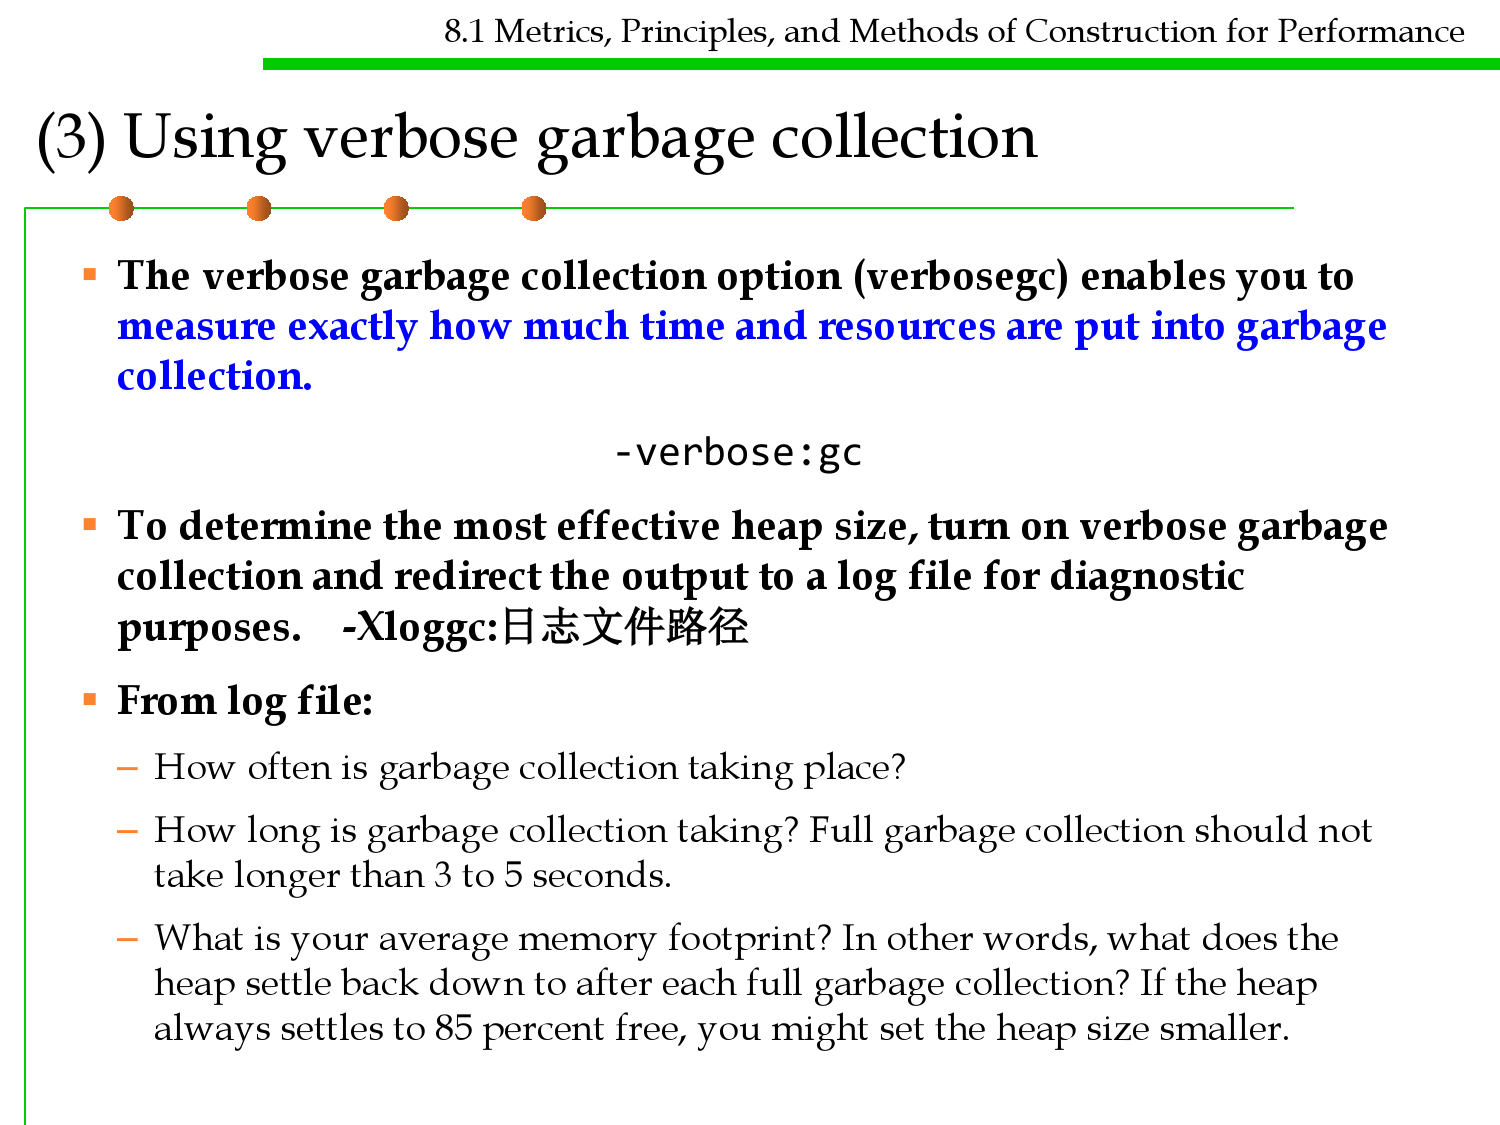 8.1 Metrics, Principles, and Methods of Construction for Performance
(3) Using verbose garbage collection
▪ The verbose garbage collection option (verbosegc) enables you to
measure exactly how much time and resources are put into garbage
collection.
-verbose:gc
▪ To determine the most effective heap size, turn on verbose garbage
collection and redirect the output to a log file for diagnostic
purposes. -Xloggc:日志文件路径
▪ From log file:
– How often is garbage collection taking place?
– How long is garbage collection taking? Full garbage collection should not
take longer than 3 to 5 seconds.
– What is your average memory footprint? In other words, what does the
heap settle back down to after each full garbage collection? If the heap
always settles to 85 percent free, you might set the heap size smaller.